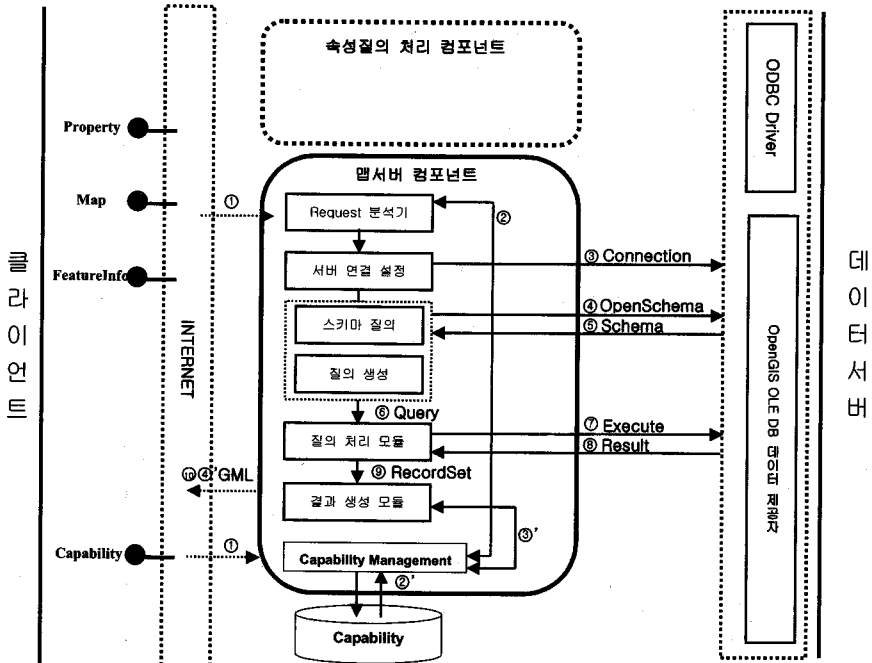 속성질의 처리 컴포넌트
ODBC Driver
Property
맵서버 컴포넌트
Map
①
Request 분석기
②
클라이언트
FeatureInfo
서버 연결 설정
③ Connection
데이터서버
④ OpenSchema
스키마 질의
⑤ Schema
INTERNET
질의 생성
OpenGIS OLE DB 데이터 제공자
⑥ Query
질의 처리 모듈
⑦ Execute
⑧ Result
⑨ RecordSet
⑩④'GML
결과 생성 모듈
③'
Capability
①
Capability Management
②'
Capability